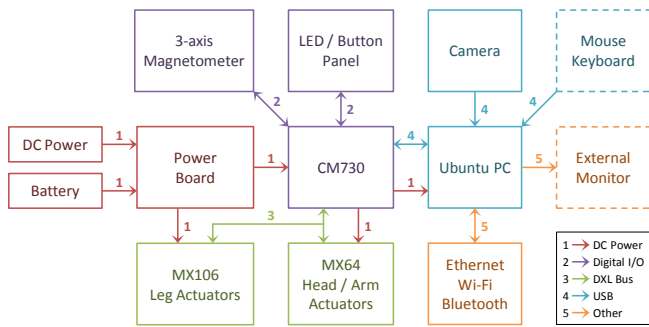 3-axis
Magnetometer
LED / Button
Panel
Camera
Mouse
Keyboard
2
2
4
4
DC Power
1
Battery
1
Power
Board
1
CM730
4
1
Ubuntu PC
5
External
Monitor
1
3
1
5
MX106
Leg Actuators
MX64
Head / Arm
Actuators
Ethernet
Wi-Fi
Bluetooth
1 DC Power
2 Digital I/O
3 DXL Bus
4 USB
5 Other